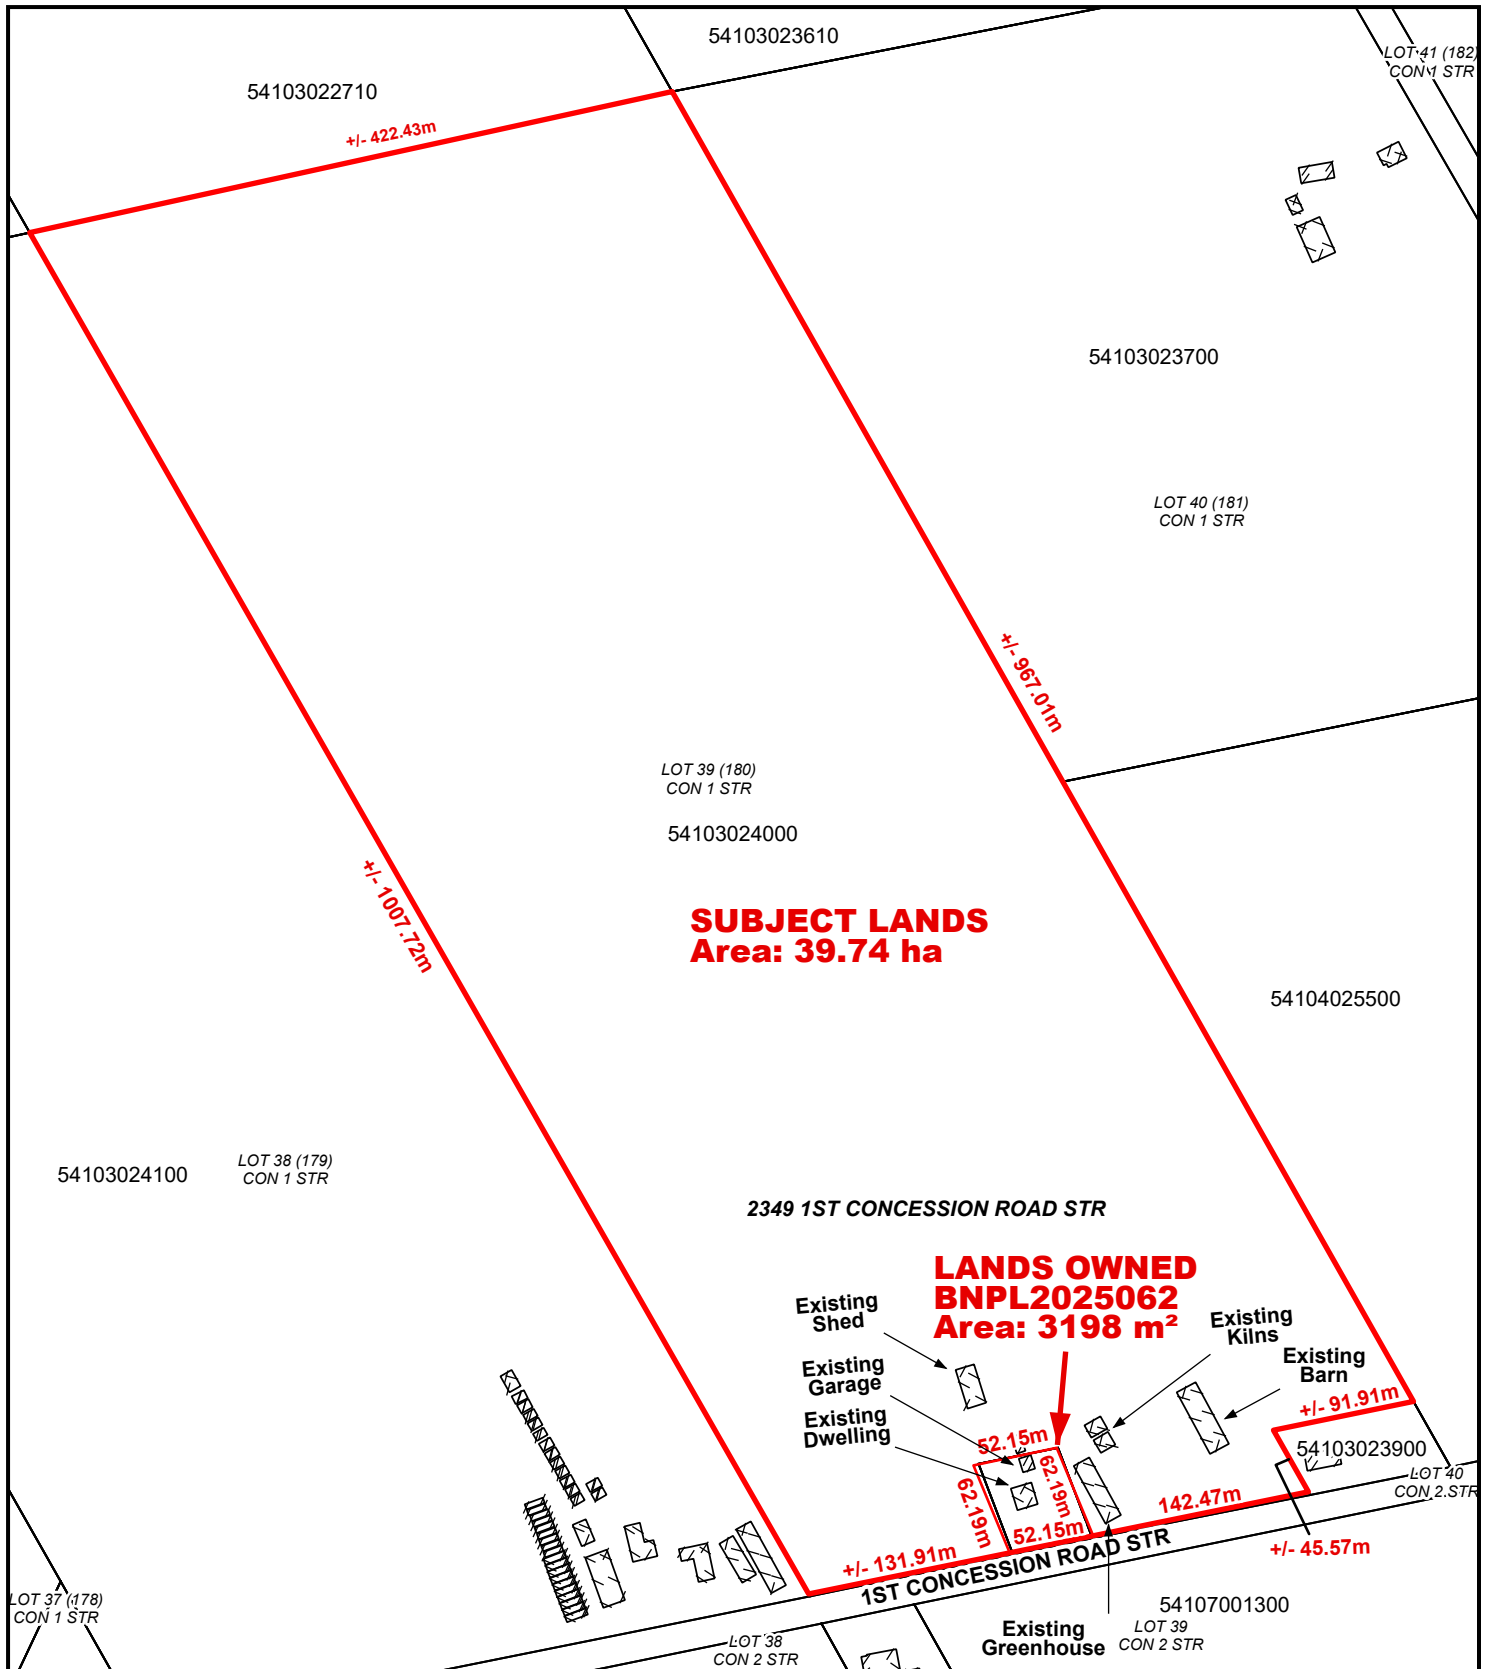 54103023610
LOT 41 (182)
CON 1 STR
54103022710
+/- 422.43m
54103023700
LOT 40 (181)
CON 1 STR
+/- 967.01m
LOT 39 (180)
CON 1 STR
54103024000
+/- 1007.72m
SUBJECT LANDS
Area: 39.74 ha
54104025500
54103024100
LOT 38 (179)
CON 1 STR
2349 1ST CONCESSION ROAD STR
LANDS OWNED
BNPL2025062
Area: 3198 m²
Existing
Shed
Existing
Kilns
Existing
Garage
Existing
Barn
Existing
Dwelling
+/- 91.91m
52.15m
54103023900
62.19m
62.19m
LOT 40
CON 2 STR
142.47m
52.15m
+/- 45.57m
+/- 131.91m
1ST CONCESSION ROAD STR
LOT 37 (178)
CON 1 STR
54107001300
Existing
Greenhouse
LOT 39
CON 2 STR
LOT 38
CON 2 STR